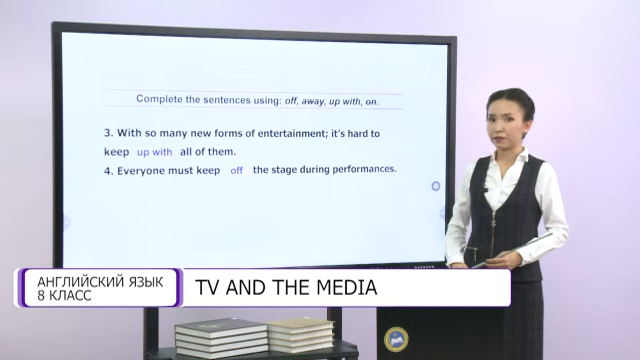 Complete the sentences using: off, away, up with, on.
3. With so many new forms of entertainment; it's hard to
keep up with all of them.
4. Everyone must keep off the stage during performances.
АНГЛИЙСКИЙ ЯЗЫК
8 КЛАСС
TV AND THE MEDIA